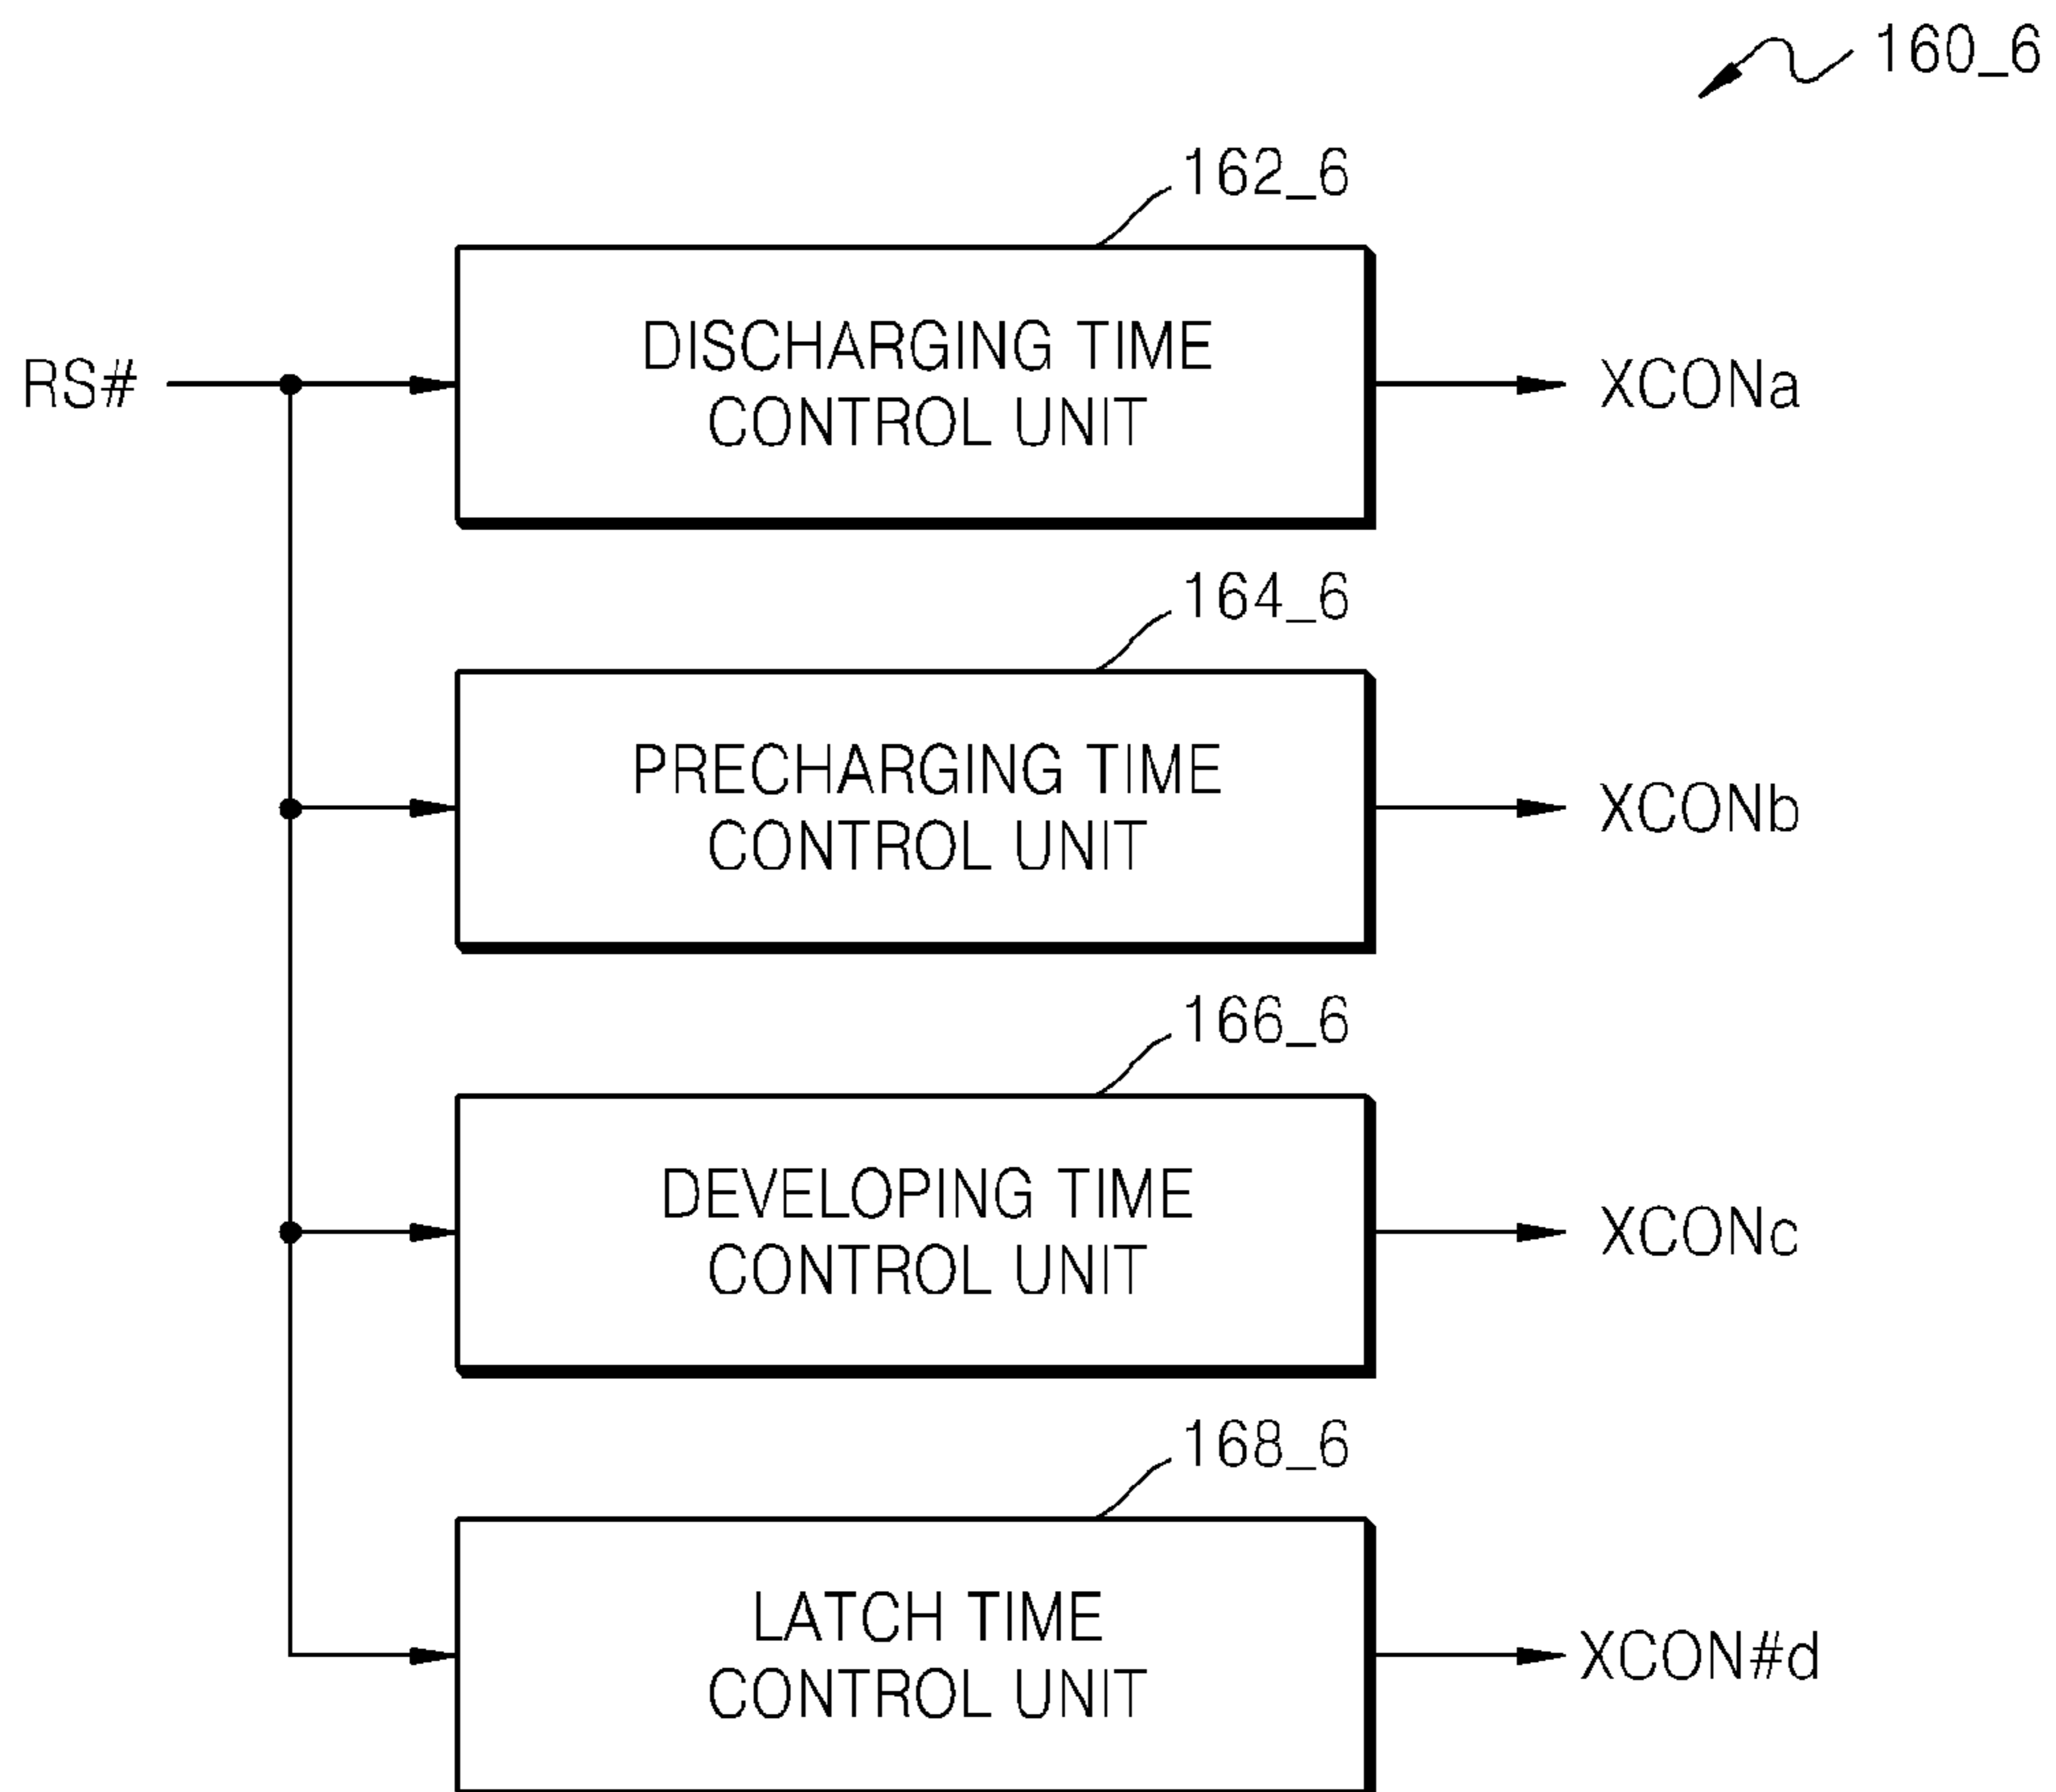 160_6
162_6
DISCHARGING TIME
CONTROL UNIT
RS#
XCONa
164_6
PRECHARGING TIME
CONTROL UNIT
XCONb
166_6
DEVELOPING TIME
CONTROL UNIT
XCONc
168_6
LATCH TIME
CONTROL UNIT
XCON#d